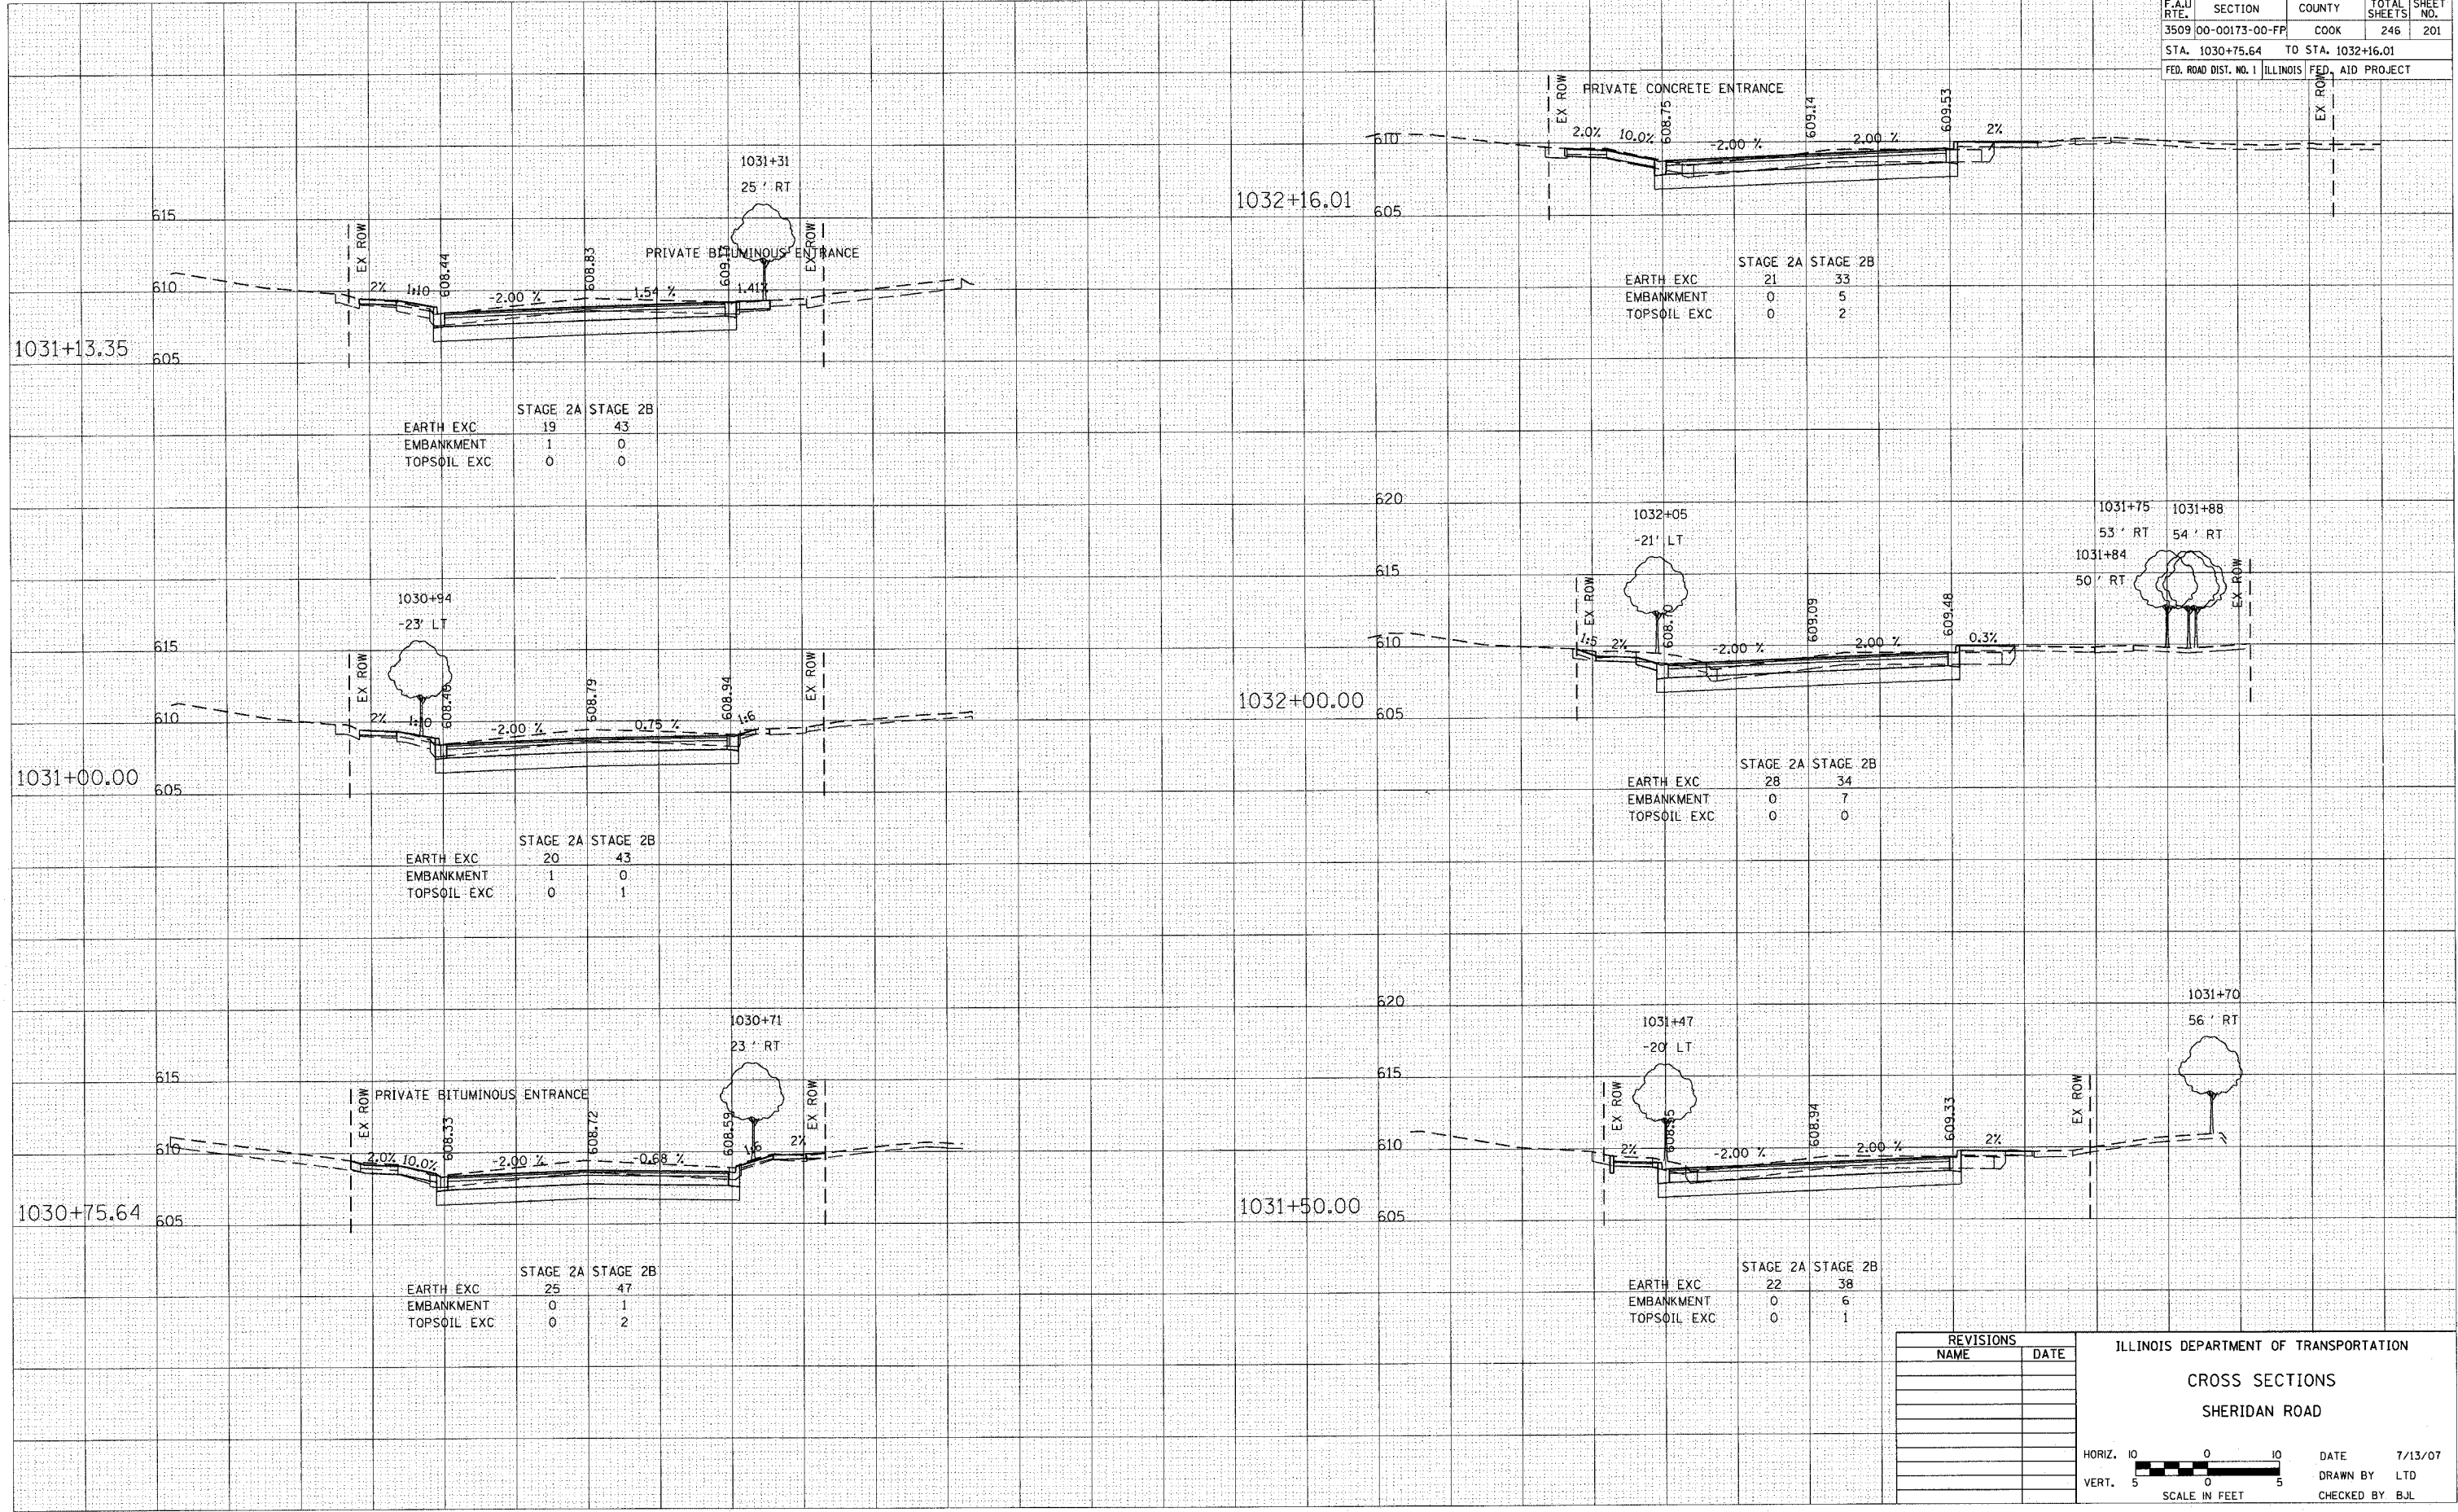 F.A.U RTE. SECTION COUNTY TOTAL SHEETS SHEET NO.
3509 00-00173-00-FP COOK 246 201
STA. 1030+75.64 TO STA. 1032+16.01
FED. ROAD DIST. NO. 1 ILLINOIS FED. AID PROJECT
1031+31
25 ' RT
615
EX ROW
608.44
608.83
PRIVATE BITUMINOUS ENTRANCE
EX ROW
610
2% 1:10 -2.00 % 1.54 % 1.41%
1031+13.35
605
STAGE 2A STAGE 2B
EARTH EXC 19 43
EMBANKMENT 1 0
TOPSOIL EXC 0 0
1030+94
-23' LT
615
EX ROW
608.79
608.94
EX ROW
610
2% 1:10 -2.00 % 0.75 % 1:6
1031+00.00
605
STAGE 2A STAGE 2B
EARTH EXC 20 43
EMBANKMENT 1 0
TOPSOIL EXC 0 1
1030+71
23 ' RT
615
EX ROW
PRIVATE BITUMINOUS ENTRANCE
608.33
608.72
608.59
EX ROW
610
2.0% 10.0% -2.00 % -0.68 % 1:6 2%
1030+75.64
605
STAGE 2A STAGE 2B
EARTH EXC 25 47
EMBANKMENT 0 1
TOPSOIL EXC 0 2
EX ROW
PRIVATE CONCRETE ENTRANCE
608.75
609.14
609.53
EX ROW
610
2.0% 10.0% -2.00 % 2.00 % 2%
1032+16.01
605
STAGE 2A STAGE 2B
EARTH EXC 21 33
EMBANKMENT 0 5
TOPSOIL EXC 0 2
620
1032+05
-21' LT
1031+75 1031+88
53 ' RT 54 ' RT
1031+84
50 ' RT
615
EX ROW
608.70
609.09
609.48
EX ROW
610
1:5 2% -2.00 % 2.00 % 0.3%
1032+00.00
605
STAGE 2A STAGE 2B
EARTH EXC 28 34
EMBANKMENT 0 7
TOPSOIL EXC 0 0
620
1031+47
-20' LT
1031+70
56 ' RT
615
EX ROW
608.94
609.33
EX ROW
610
2% -2.00 % 2.00 % 2%
1031+50.00
605
STAGE 2A STAGE 2B
EARTH EXC 22 38
EMBANKMENT 0 6
TOPSOIL EXC 0 1
REVISIONS
NAME DATE
ILLINOIS DEPARTMENT OF TRANSPORTATION
CROSS SECTIONS
SHERIDAN ROAD
HORIZ. 10 0 10
VERT. 5 0 5
SCALE IN FEET
DATE 7/13/07
DRAWN BY LTD
CHECKED BY BJL